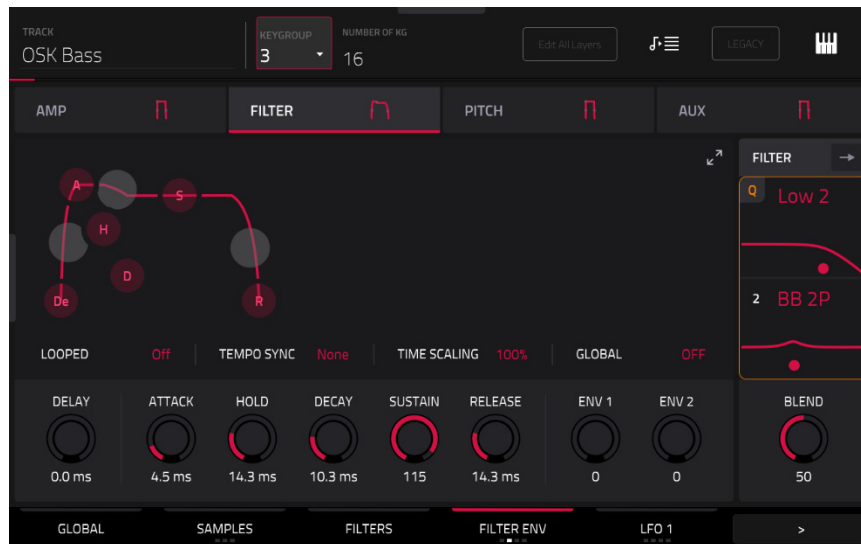 TRACK
OSK Bass
KEYGROUP
3
NUMBER OF KG
16
Edit All Layers
LEGACY
AMP
FILTER
PITCH
AUX
A
S
H
D
De
R
FILTER
Q
Low 2
2
BB 2P
LOOPED Off
TEMPO SYNC None
TIME SCALING 100%
GLOBAL OFF
DELAY ATTACK HOLD DECAY SUSTAIN RELEASE ENV 1 ENV 2 BLEND
0.0 ms 4.5 ms 14.3 ms 10.3 ms 115 14.3 ms 0 0 50
GLOBAL SAMPLES FILTERS FILTER ENV LFO 1 >